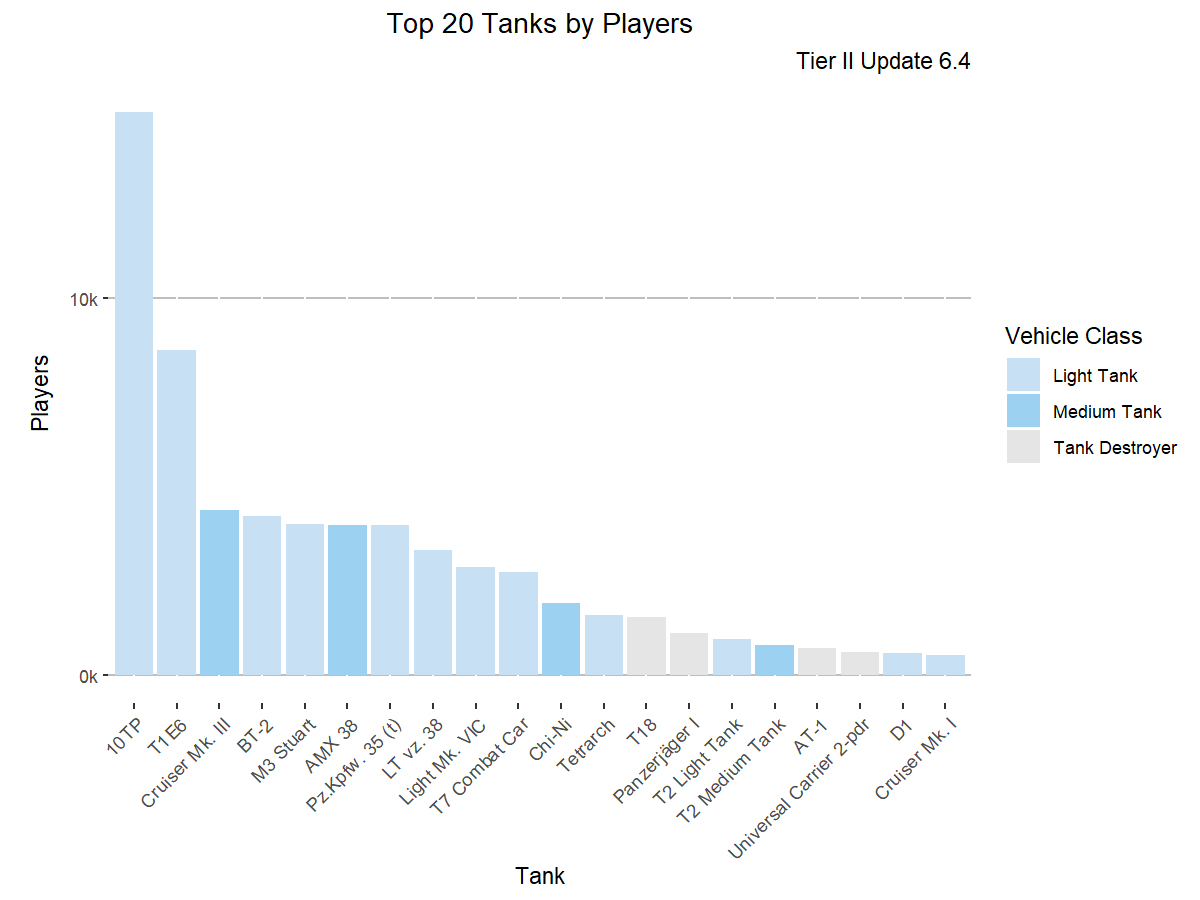 Top 20 Tanks by Players
Tier II Update 6.4
Players
10k
0k
10TP
T1E6
Cruiser Mk. III
BT-2
M3 Stuart
AMX 38
Pz.Kpfw. 35 (t)
LT vz. 38
Light Mk. VIC
T7 Combat Car
Chi-Ni
Tetrarch
T18
Panzerjäger I
T2 Light Tank
T2 Medium Tank
AT-1
Universal Carrier 2-pdr
D1
Cruiser Mk. I
Tank
Vehicle Class
Light Tank
Medium Tank
Tank Destroyer